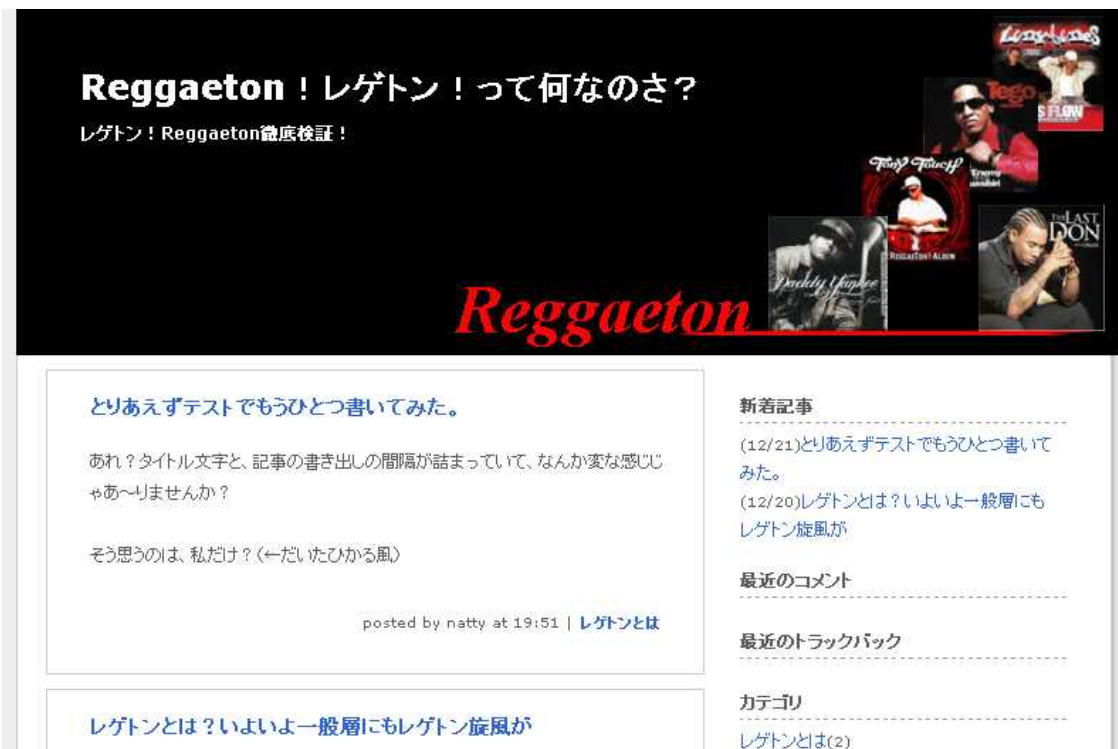 Reggaeton！レゲトン！って何なのさ？
レゲトン！Reggaeton徹底検証！
Tego
Tony Touch
THE LAST
DON
Daddy Yankee
Reggaeton
とりあえずテストでもうひとつ書いてみた。
あれ？タイトル文字と、記事の書き出しの間隔が詰まっていて、なんか変な感じじ
ゃあ～りませんか？
そう思うのは、私だけ？（←だいたひかる風）
posted by natty at 19:51 | レゲトンとは
レゲトンとは？いよいよ一般層にもレゲトン旋風が
新着記事
(12/21)とりあえずテストでもうひとつ書いて
みた。
(12/20)レゲトンとは？いよいよ一般層にも
レゲトン旋風が
最近のコメント
最近のトラックバック
カテゴリ
レゲトンとは(2)